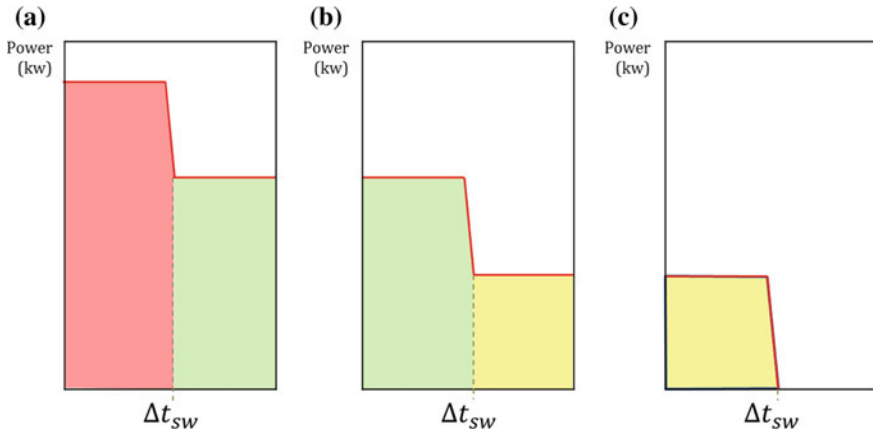 (a)
Power
(kw)
Δt_sw
(b)
Power
(kw)
Δt_sw
(c)
Power
(kw)
Δt_sw